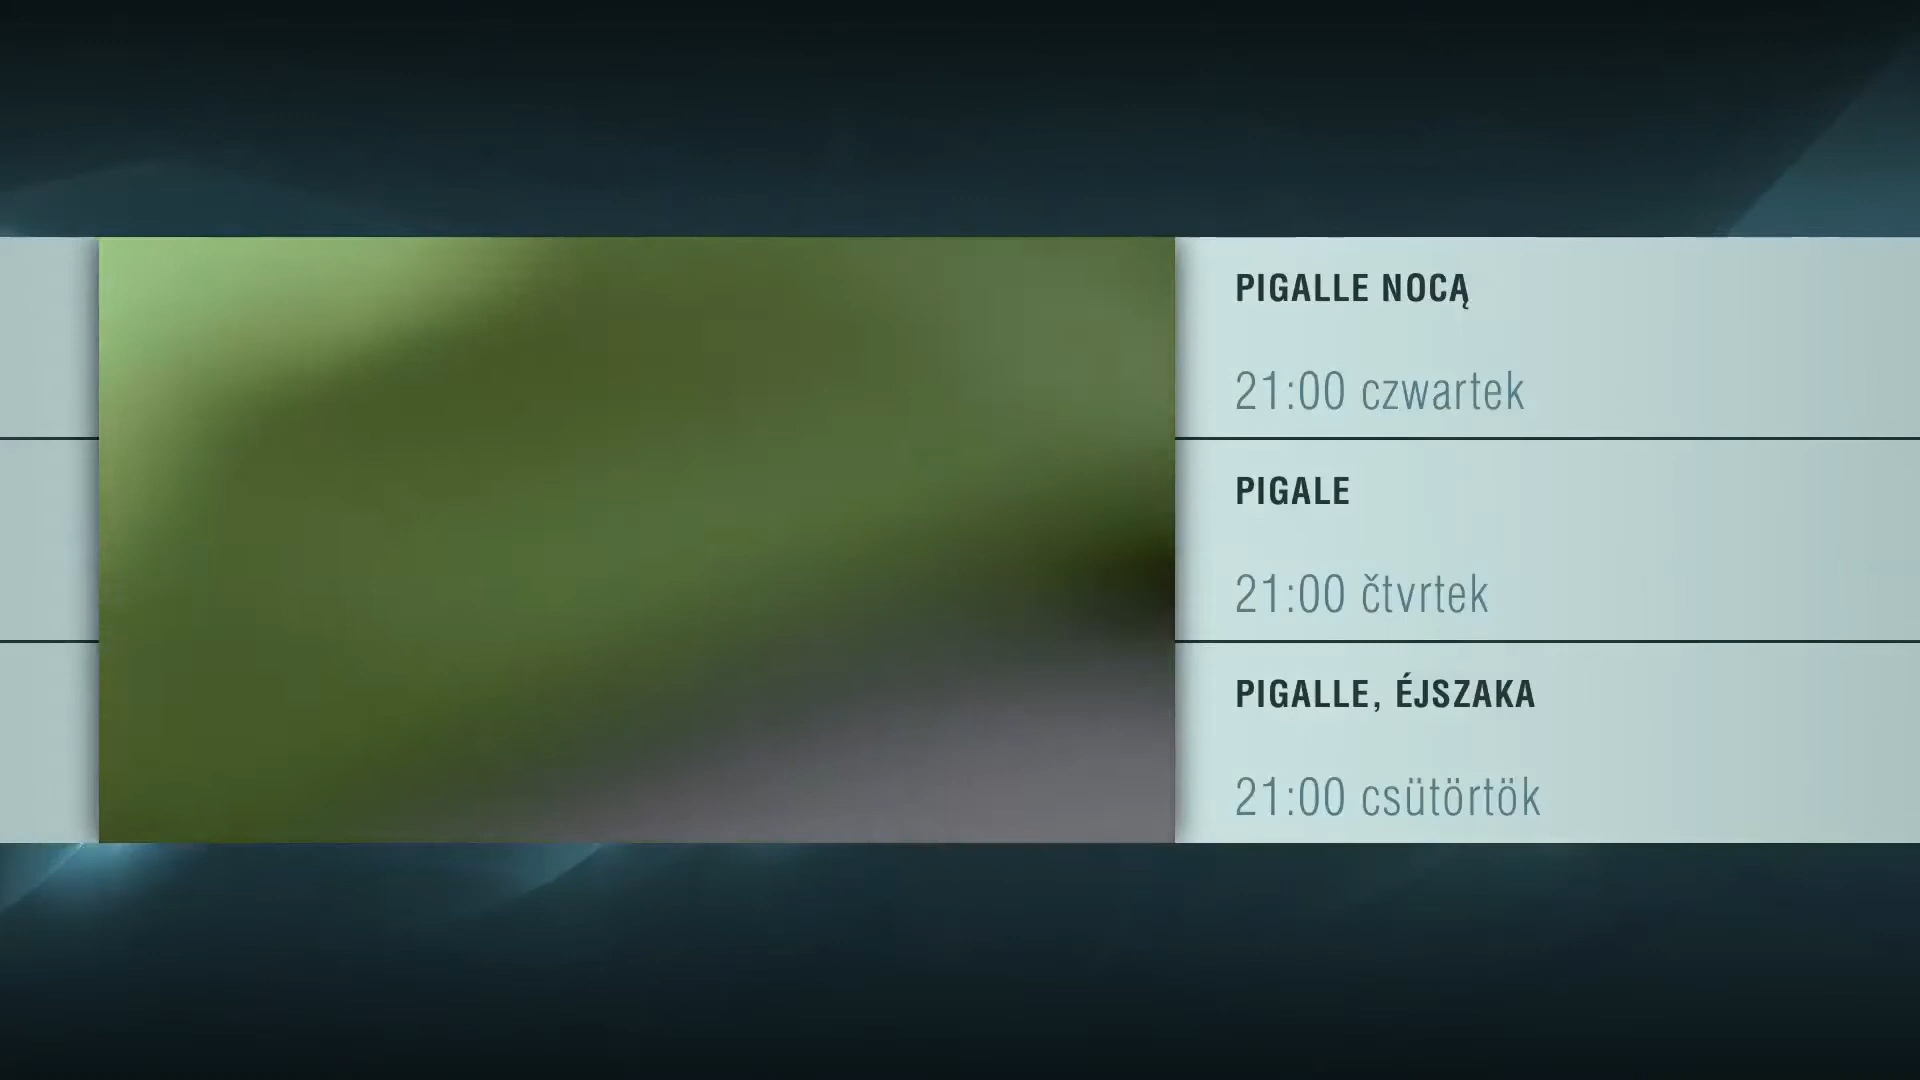 PIGALLE NOCĄ
21:00 czwartek
PIGALE
21:00 čtvrtek
PIGALLE, ÉJSZAKA
21:00 csütörtök